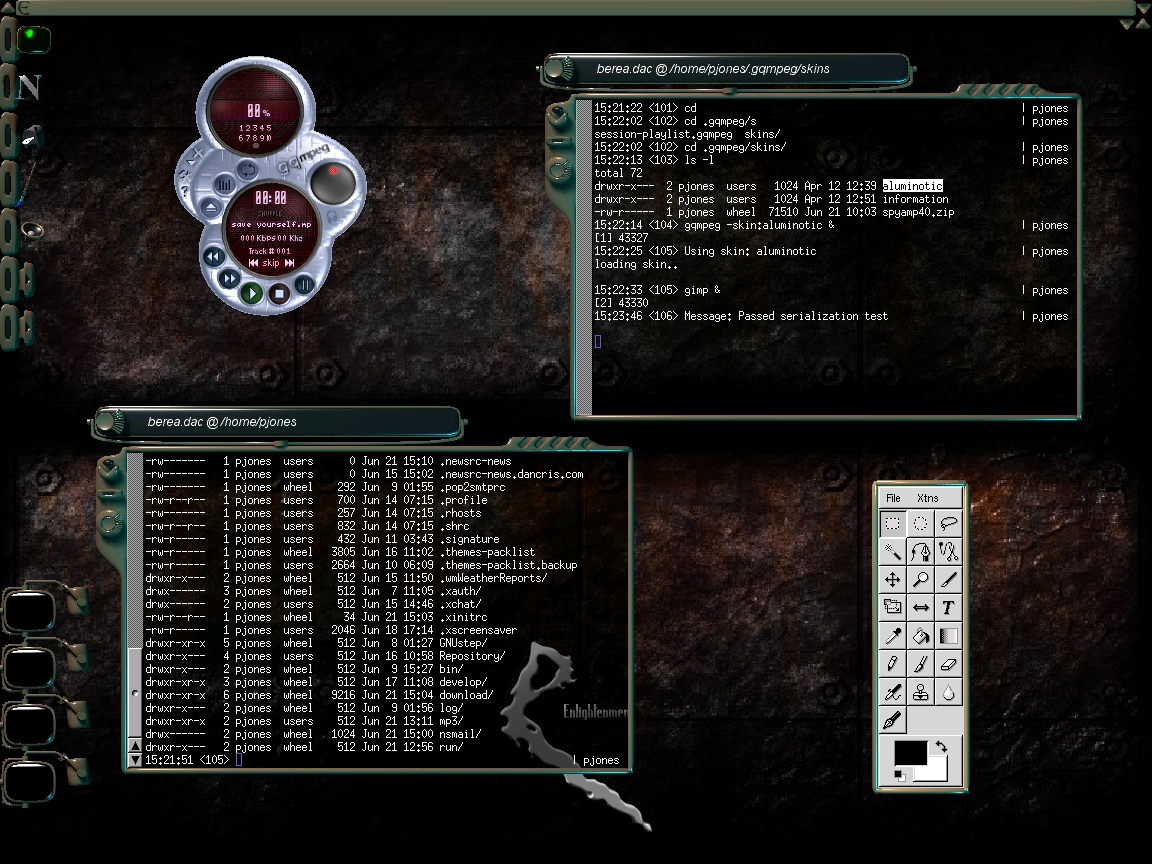 berea.dac @ /home/pjones/.gqmpeg/skins
15:21:22 <101> cd | pjones
15:22:02 <102> cd .gqmpeg/s | pjones
session-playlist.gqmpeg skins/
15:22:02 <102> cd .gqmpeg/skins/ | pjones
15:22:13 <103> ls -l | pjones
total 72
drwxr-x--- 2 pjones users 1024 Apr 12 12:39 aluminotic
drwxr-x--- 2 pjones users 1024 Apr 12 12:51 information
-rw-r----- 1 pjones wheel 71510 Jun 21 10:03 spyamp40.zip
15:22:14 <104> gqmpeg -skin:aluminotic & | pjones
[1] 43327
15:22:25 <105> Using skin: aluminotic | pjones
loading skin..
15:22:33 <105> gimp & | pjones
[2] 43330
15:23:46 <106> Message: Passed serialization test | pjones
N
00%
12345
67890
gqmpeg
00:00
SHUFFLE
save yourself.mp
000 Kbps 00 Khz
Track # 001
skip
berea.dac @ /home/pjones
-rw------- 1 pjones users 0 Jun 21 15:10 .newsrc-news
-rw------- 1 pjones users 0 Jun 15 15:02 .newsrc-news.dancris.com
-rw------- 1 pjones wheel 292 Jun 9 01:55 .pop2smtprc
-rw-r--r-- 1 pjones users 700 Jun 14 07:15 .profile
-rw-r----- 1 pjones users 257 Jun 14 07:15 .rhosts
-rw-r--r-- 1 pjones users 832 Jun 14 07:15 .shrc
-rw-r----- 1 pjones users 432 Jun 11 03:43 .signature
-rw-r--r-- 1 pjones wheel 3805 Jun 16 11:02 .themes-packlist
-rw-r--r-- 1 pjones wheel 2664 Jun 10 06:09 .themes-packlist.backup
drwxr-x--- 2 pjones wheel 512 Jun 15 11:50 .wmWeatherReports/
drwx------ 3 pjones wheel 512 Jun 7 11:05 .xauth/
drwx------ 2 pjones users 512 Jun 15 14:46 .xchat/
-rw-r--r-- 1 pjones wheel 34 Jun 21 15:03 .xinitrc
-rw-r----- 1 pjones users 2046 Jun 18 17:14 .xscreensaver
drwxr-xr-x 5 pjones wheel 512 Jun 8 01:27 GNUstep/
drwxr-x--- 4 pjones users 512 Jun 16 10:58 Repository/
drwxr-x--- 2 pjones wheel 512 Jun 9 15:27 bin/
drwxr-xr-x 3 pjones wheel 512 Jun 17 11:08 develop/
drwxr-xr-x 6 pjones wheel 9216 Jun 21 15:04 download/
drwxr-x--- 2 pjones wheel 512 Jun 9 01:56 log/
drwxr-xr-x 2 pjones users 512 Jun 21 13:11 mp3/
drwx------ 2 pjones wheel 1024 Jun 21 15:00 nsmail/
drwxr-x--- 2 pjones wheel 512 Jun 21 12:56 run/
15:21:51 <105> | pjones
Enlightenmen
File Xtns
T